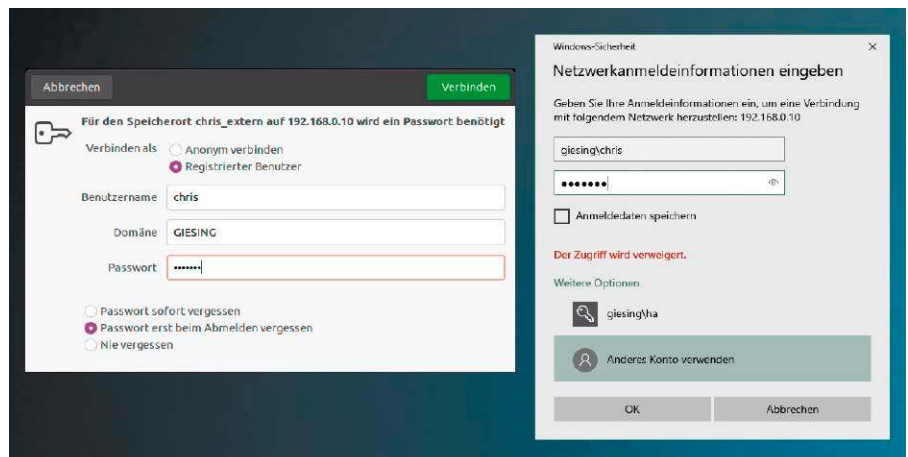 Abbrechen
Verbinden
Für den Speicherort chris_extern auf 192.168.0.10 wird ein Passwort benötigt
Verbinden als
Anonym verbinden
Registrierter Benutzer
Benutzername chris
Domäne GIESING
Passwort •••••••
Passwort sofort vergessen
Passwort erst beim Abmelden vergessen
Nie vergessen
Windows-Sicherheit
Netzwerkanmeldeinformationen eingeben
Geben Sie Ihre Anmeldeinformationen ein, um eine Verbindung
mit folgendem Netzwerk herzustellen: 192.168.0.10
giesing\chris
•••••••
Anmeldedaten speichern
Der Zugriff wird verweigert.
Weitere Optionen
giesing\ha
Anderes Konto verwenden
OK
Abbrechen